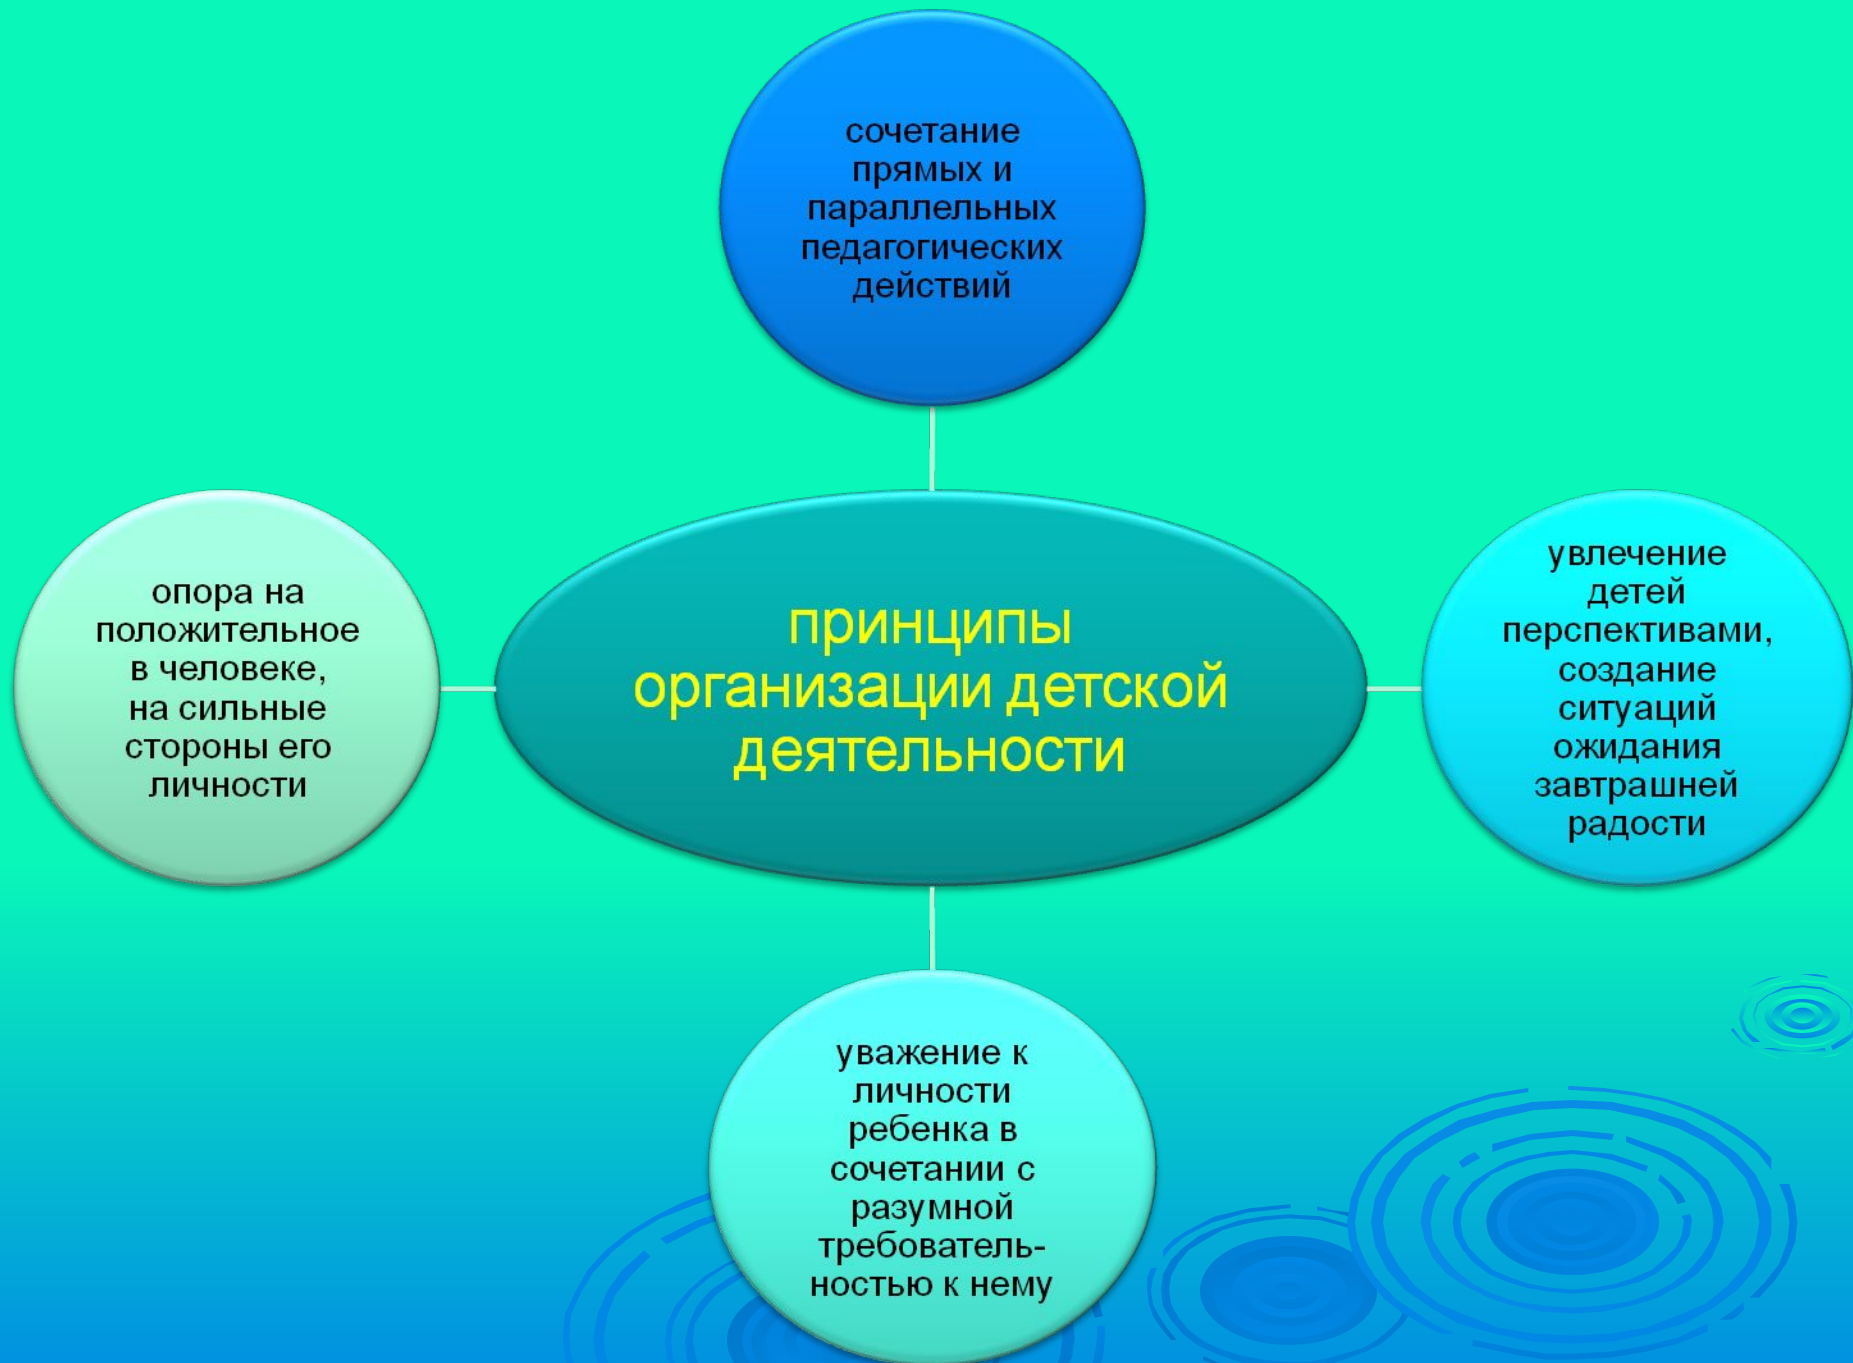 сочетание
прямых и
параллельных
педагогических
действий
опора на
положительное
в человеке,
на сильные
стороны его
личности
принципы
организации детской
деятельности
увлечение
детей
перспективами,
создание
ситуаций
ожидания
завтрашней
радости
уважение к
личности
ребенка в
сочетании с
разумной
требователь-
ностью к нему